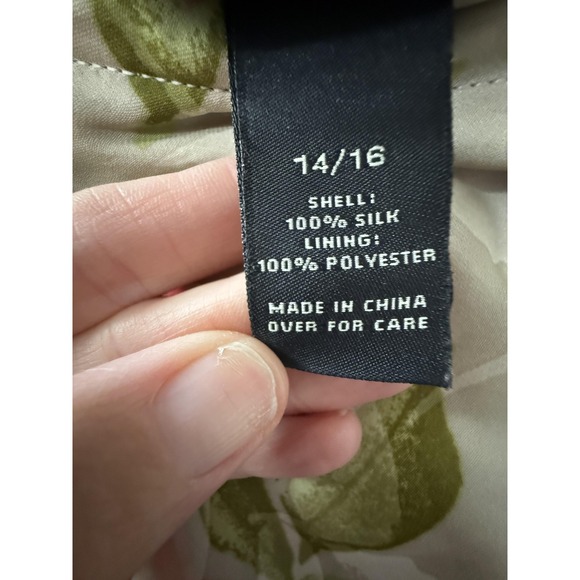 14/16
SHELL:
100% SILK
LINING:
100% POLYESTER
MADE IN CHINA
OVER FOR CARE